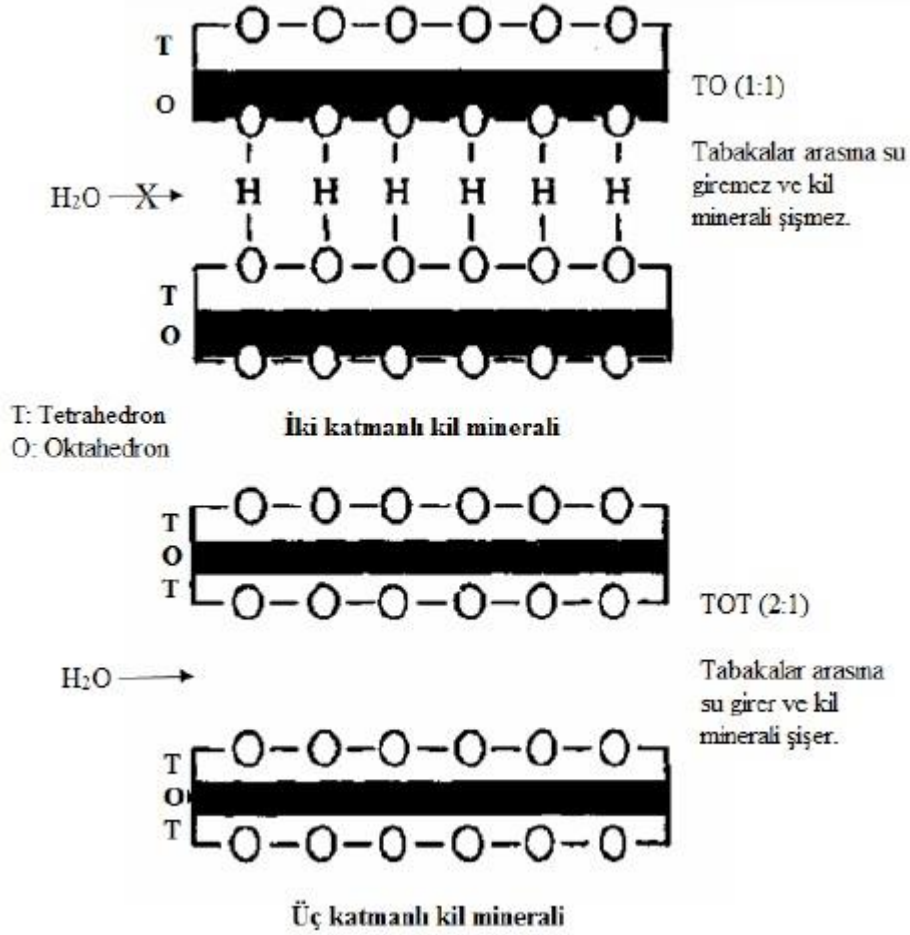 T
O
TO (1:1)
Tabakalar arasına su
giremez ve kil
minerali şişmez.
H₂O X
H H H H H H
T
O
T: Tetrahedron
O: Oktahedron
İki katmanlı kil minerali
T
O
T
TOT (2:1)
H₂O
Tabakalar arasına
su girer ve kil
minerali şişer.
T
O
T
Üç katmanlı kil minerali